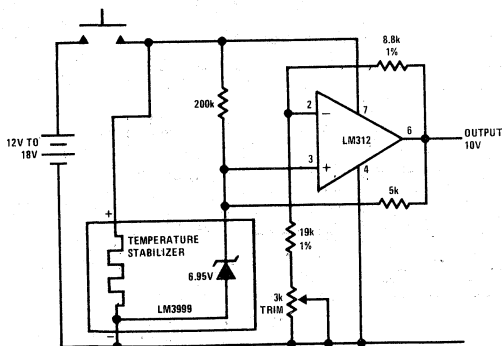 8.8k
1%
200k
2
7
LM312
6
OUTPUT
10V
12V TO
18V
3
4
5k
+
TEMPERATURE
STABILIZER
6.95V
19k
1%
3k
TRIM
LM3999